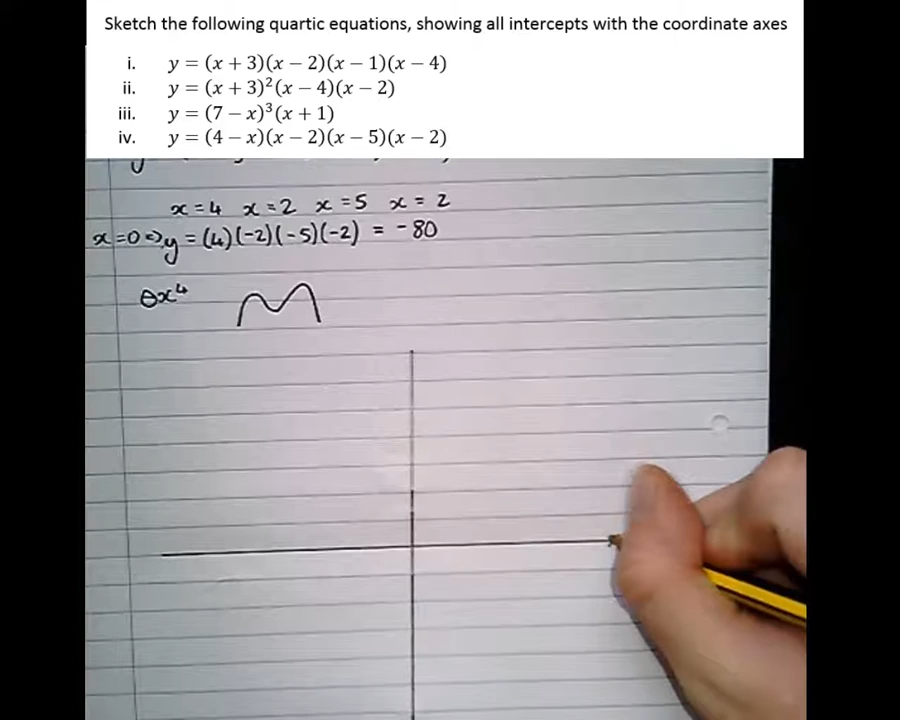 Sketch the following quartic equations, showing all intercepts with the coordinate axes
i. y = (x + 3)(x − 2)(x − 1)(x − 4)
ii. y = (x + 3)²(x − 4)(x − 2)
iii. y = (7 − x)³(x + 1)
iv. y = (4 − x)(x − 2)(x − 5)(x − 2)
x = 4 x = 2 x = 5 x = 2
x = 0 => y = (4)(-2)(-5)(-2) = -80
⊖x⁴